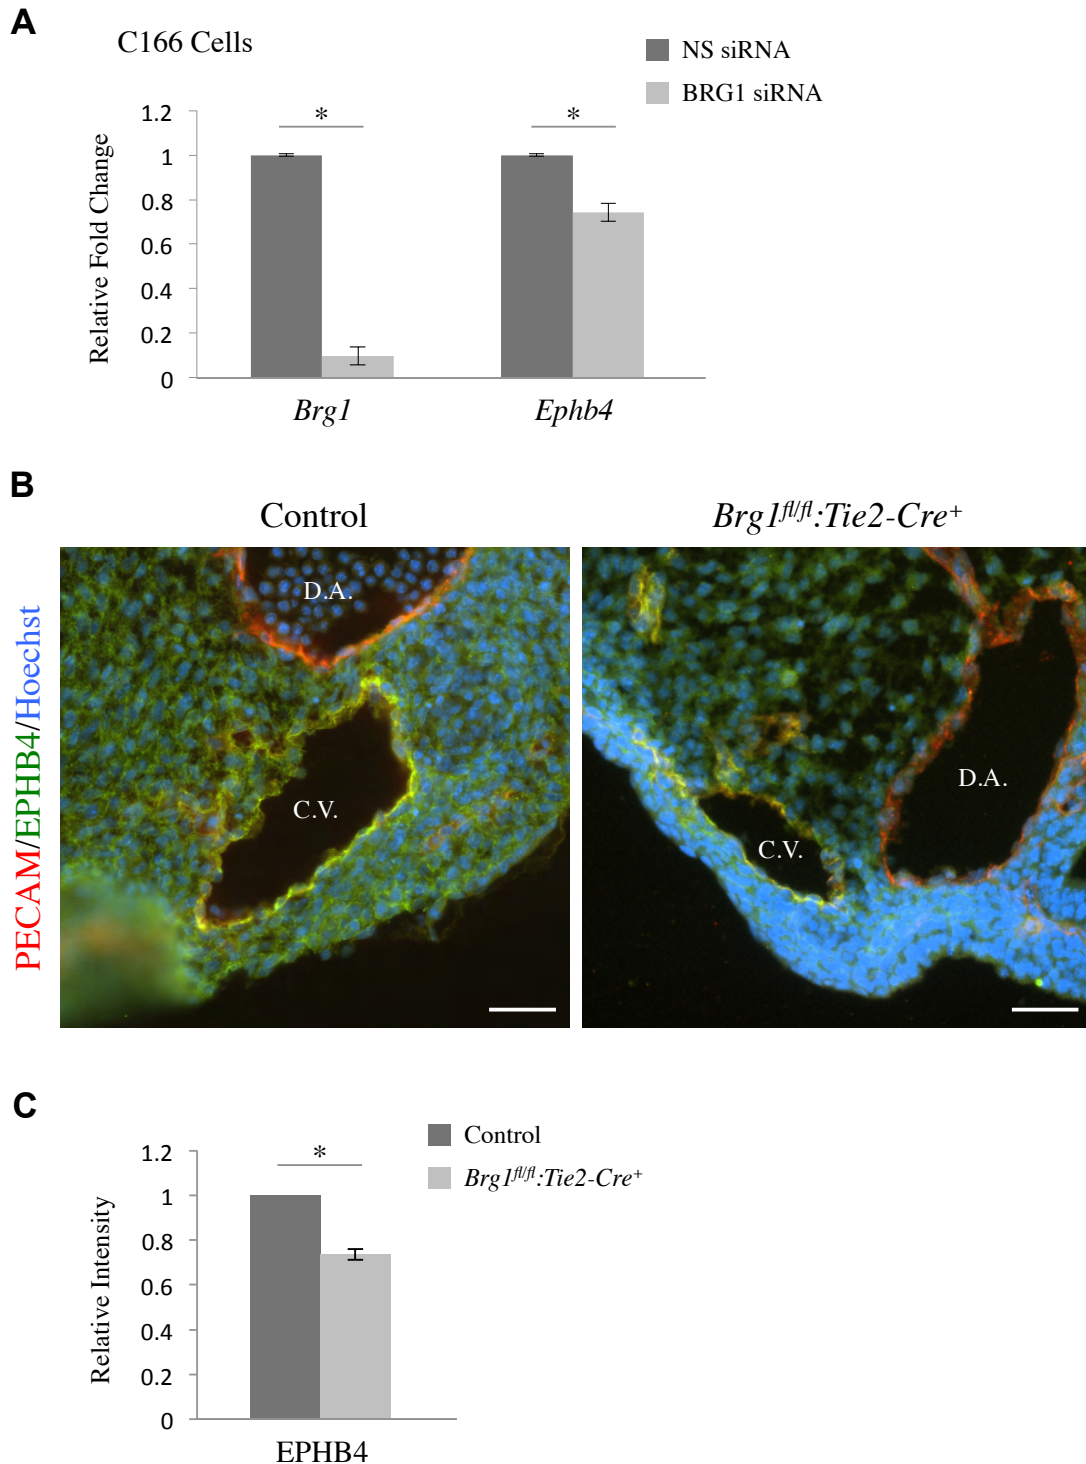 A
C166 Cells
NS siRNA
BRG1 siRNA
Relative Fold Change
1.2
1
0.8
0.6
0.4
0.2
0
*
*
Brg1
Ephb4
B
Control
Brg1fl/fl:Tie2-Cre+
PECAM/EPHB4/Hoechst
D.A.
C.V.
D.A.
C.V.
C
Control
Brg1fl/fl:Tie2-Cre+
Relative Intensity
1.2
1
0.8
0.6
0.4
0.2
0
*
EPHB4